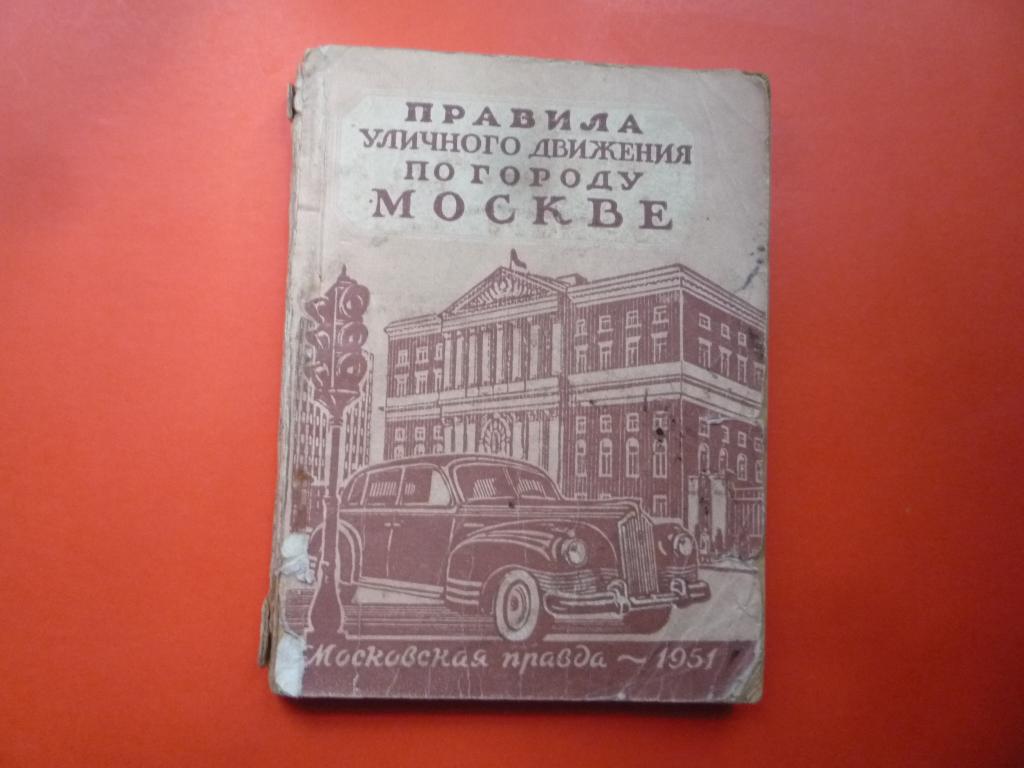 ПРАВИЛА
УЛИЧНОГО ДВИЖЕНИЯ
ПО ГОРОДУ
МОСКВЕ
Московская правда ~ 1951